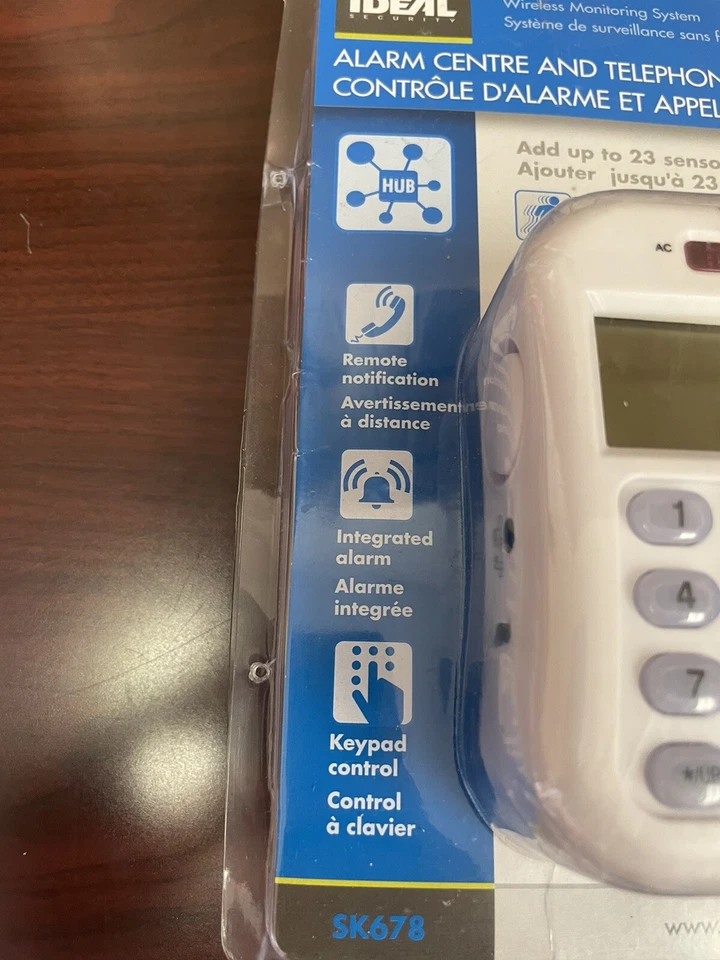 IDEAL
SECURITY
Wireless Monitoring System
Système de surveillance sans f
ALARM CENTRE AND TELEPHON
CONTRÔLE D'ALARME ET APPEL
HUB
Add up to 23 senso
Ajouter jusqu'à 23
AC
Remote
notification
Avertissement
à distance
Integrated
alarm
Alarme
integrée
Keypad
control
Control
à clavier
1
4
7
*/UP
SK678
www.